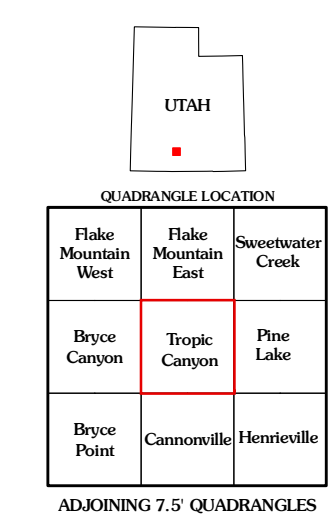 UTAH
QUADRANGLE LOCATION
Flake
Mountain
West
Flake
Mountain
East
Sweetwater
Creek
Bryce
Canyon
Tropic
Canyon
Pine
Lake
Bryce
Point
Cannonville
Henrieville
ADJOINING 7.5' QUADRANGLES